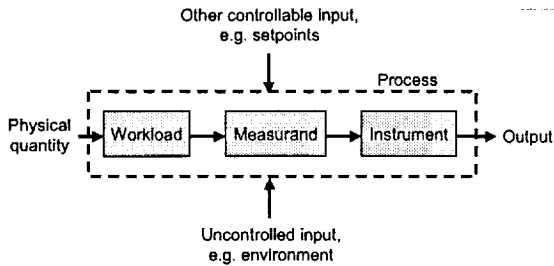 Other controllable input,
e.g. setpoints
Process
Physical
quantity
Workload
Measurand
Instrument
Output
Uncontrolled input,
e.g. environment